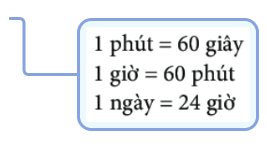 1 phút = 60 giây
1 giờ = 60 phút
1 ngày = 24 giờ